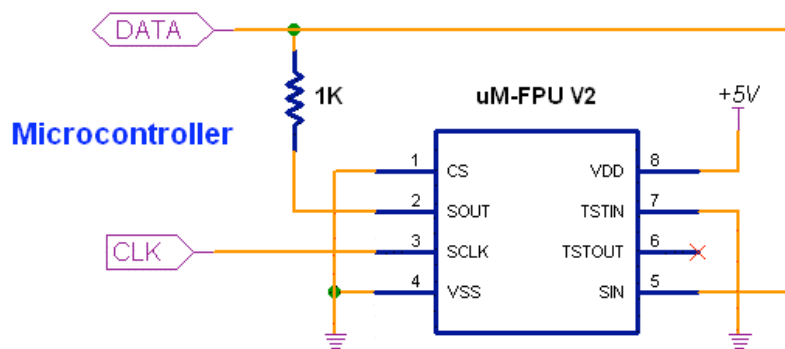 DATA
1K
uM-FPU V2
+5V
Microcontroller
1 CS VDD 8
2 SOUT TSTIN 7
CLK
3 SCLK TSTOUT 6
4 VSS SIN 5